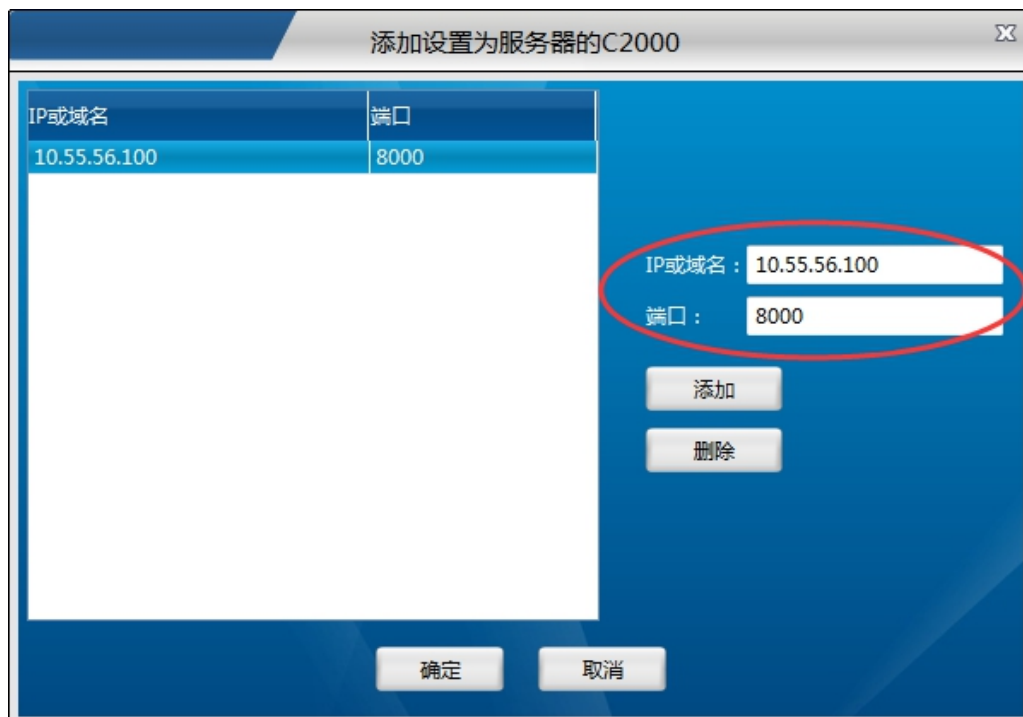 添加设置为服务器的C2000
IP或域名 端口
10.55.56.100 8000
IP或域名： 10.55.56.100
端口： 8000
添加
删除
确定 取消